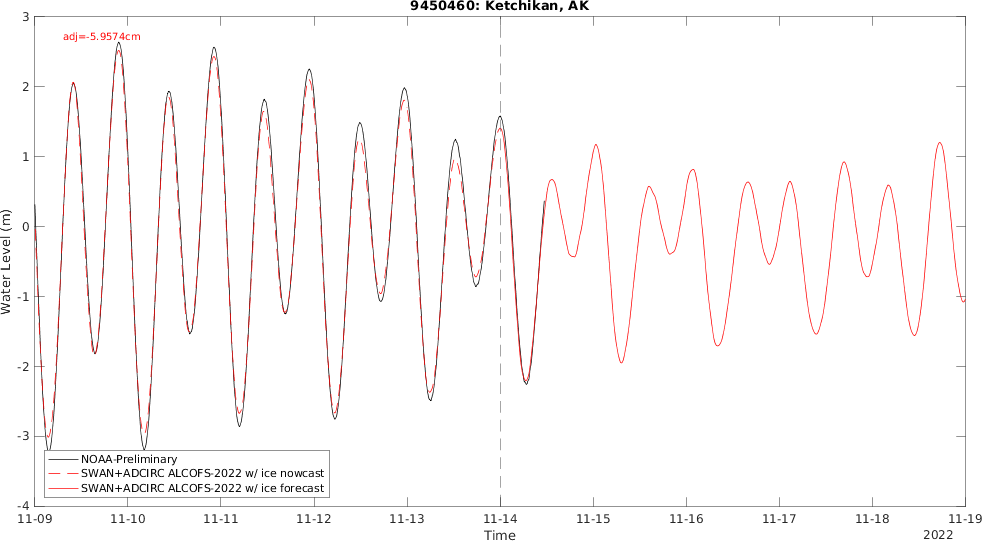 9450460: Ketchikan, AK
adj=-5.9574cm
3
2
1
0
-1
-2
-3
-4
Water Level (m)
NOAA-Preliminary
SWAN+ADCIRC ALCOFS-2022 w/ ice nowcast
SWAN+ADCIRC ALCOFS-2022 w/ ice forecast
11-09 11-10 11-11 11-12 11-13 11-14 11-15 11-16 11-17 11-18 11-19
Time
2022